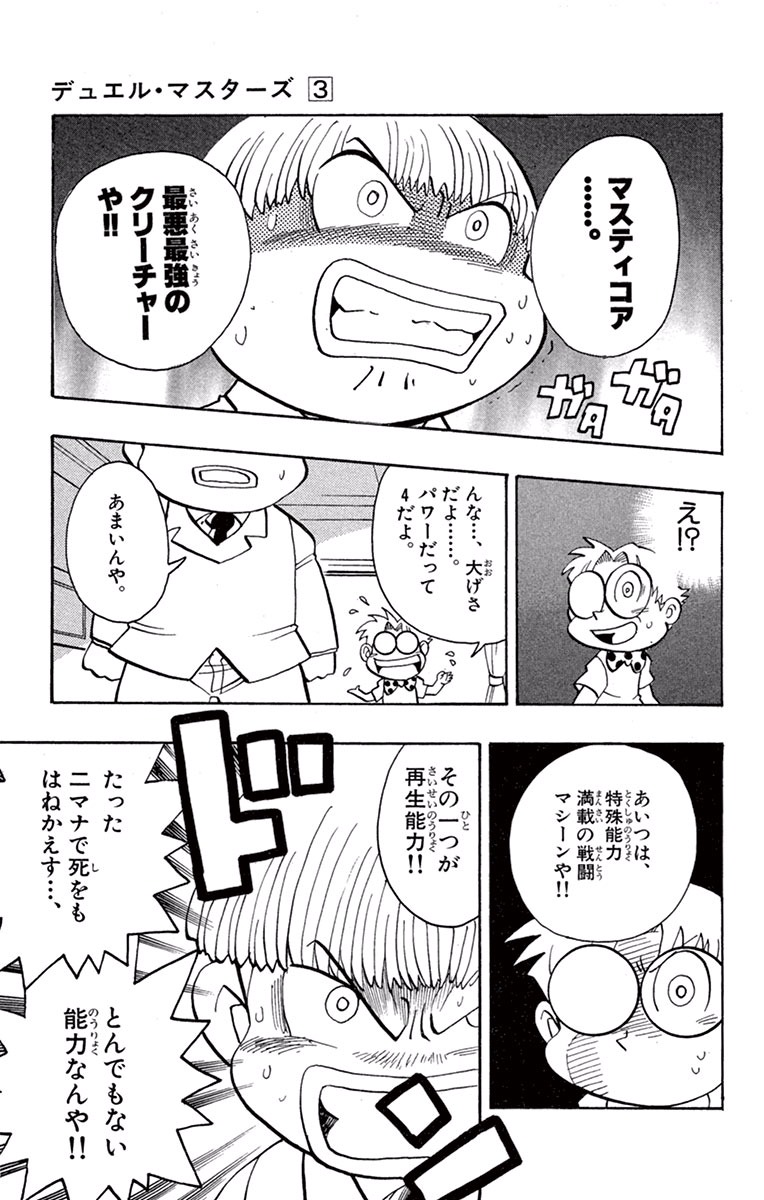 デュエル・マスターズ 3
マスティコア
……。
最悪最強の
クリーチャー
や!!
ガタ
ガタ
え!?
んな…、大げさ
だよ……。
パワーだって
4だよ。
あまいんや。
あいつは、
特殊能力
満載の戦闘
マシーンや!!
その一つが
再生能力!!
ドン
たった
二マナで死をも
はねかえす…、
とんでもない
能力なんや!!